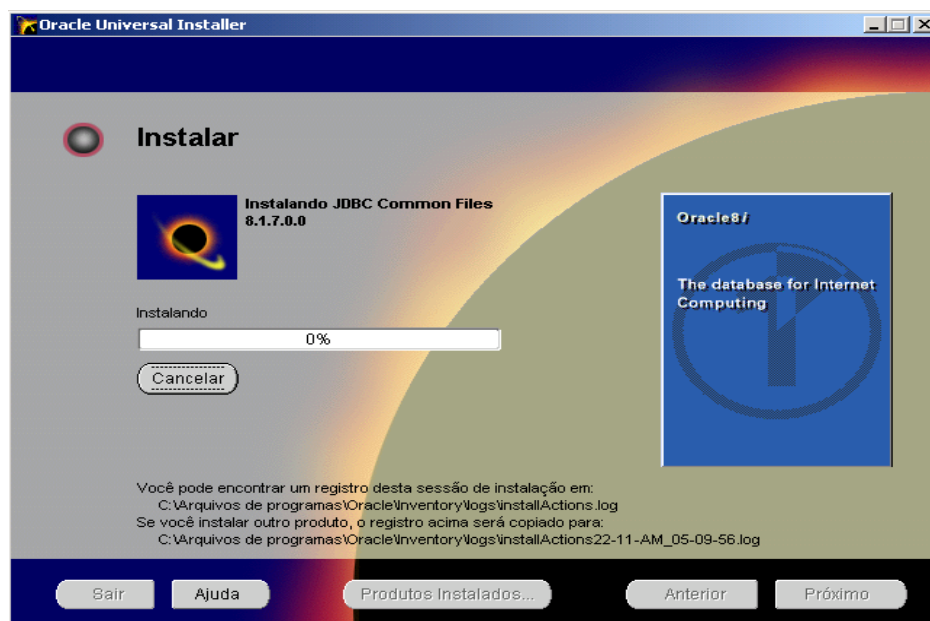 Oracle Universal Installer
Instalar
Instalando JDBC Common Files
8.1.7.0.0
Oracle8i
The database for Internet
Computing
Instalando
0%
Cancelar
Você pode encontrar um registro desta sessão de instalação em:
C:\Arquivos de programas\Oracle\Inventory\logs\installActions.log
Se você instalar outro produto, o registro acima será copiado para:
C:\Arquivos de programas\Oracle\Inventory\logs\installActions22-11-AM_05-09-56.log
Sair
Ajuda
Produtos Instalados...
Anterior
Próximo